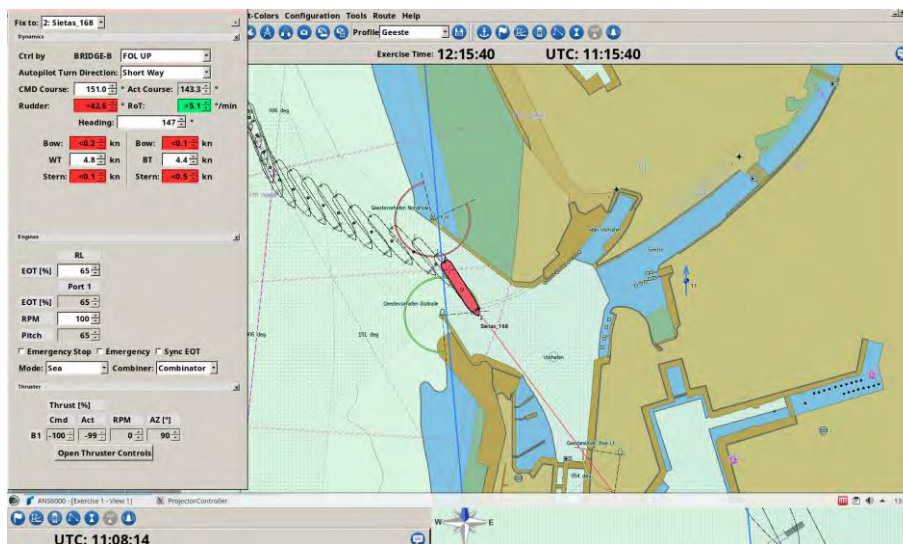 Fix to: 2: Sietas_168
t-Colors Configuration Tools Route Help
Profile Geeste
Dynamics
Exercise Time: 12:15:40 UTC: 11:15:40
Ctrl by BRIDGE-B FOL UP
Autopilot Turn Direction: Short Way
CMD Course: 151.0 ° Act Course: 143.3 °
Rudder: <42.6 ° RoT: >5.1 °/min
Heading: 147 °
Bow: <0.2 kn Bow: <0.1 kn
WT 4.8 kn BT 4.4 kn
Stern: <0.1 kn Stern: <0.5 kn
Engines
RL
EOT [%] 65
Port 1
EOT [%] 65
RPM 100
Pitch 65
Emergency Stop Emergency Sync EOT
Mode: Sea Combiner: Combinator
Thruster
Thrust [%]
Cmd Act RPM AZ [°]
B1 -100 -99 0 90
Open Thruster Controls
Geestevorhafen Nordmole
Alter Vorhafen
Geeste
11
Geestevorhafen Südmole
Sietas_168
151 deg
Vorhafen
054 deg
ANS6000 - [Exercise 1 - View 1] ProjectorController
13
W E
UTC: 11:08:14